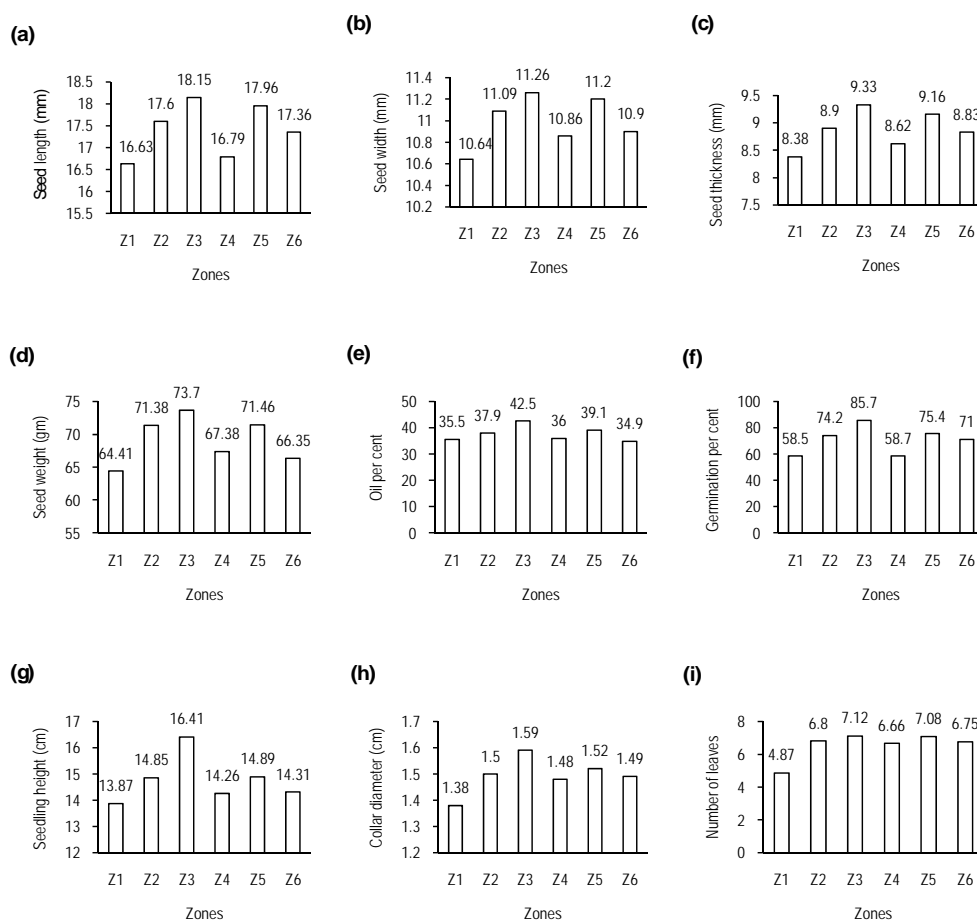 (a)
18.5
18
17.5
17
16.5
16
15.5
Seed length (mm)
16.63
17.6
18.15
16.79
17.96
17.36
Z1 Z2 Z3 Z4 Z5 Z6
Zones
(b)
11.4
11.2
11
10.8
10.6
10.4
10.2
Seed width (mm)
10.64
11.09
11.26
10.86
11.2
10.9
Z1 Z2 Z3 Z4 Z5 Z6
Zones
(c)
9.5
9
8.5
8
7.5
Seed thickness (mm)
8.38
8.9
9.33
8.62
9.16
8.83
Z1 Z2 Z3 Z4 Z5 Z6
Zones
(d)
75
70
65
60
55
Seed weight (gm)
64.41
71.38
73.7
67.38
71.46
66.35
Z1 Z2 Z3 Z4 Z5 Z6
Zones
(e)
50
40
30
20
10
0
Oil per cent
35.5
37.9
42.5
36
39.1
34.9
Z1 Z2 Z3 Z4 Z5 Z6
Zones
(f)
100
80
60
40
20
0
Germination per cent
58.5
74.2
85.7
58.7
75.4
71
Z1 Z2 Z3 Z4 Z5 Z6
Zones
(g)
17
16
15
14
13
12
Seedling height (cm)
13.87
14.85
16.41
14.26
14.89
14.31
Z1 Z2 Z3 Z4 Z5 Z6
Zones
(h)
1.7
1.6
1.5
1.4
1.3
1.2
Collar diameter (cm)
1.38
1.5
1.59
1.48
1.52
1.49
Z1 Z2 Z3 Z4 Z5 Z6
Zones
(i)
8
6
4
2
0
Number of leaves
4.87
6.8
7.12
6.66
7.08
6.75
Z1 Z2 Z3 Z4 Z5 Z6
Zones